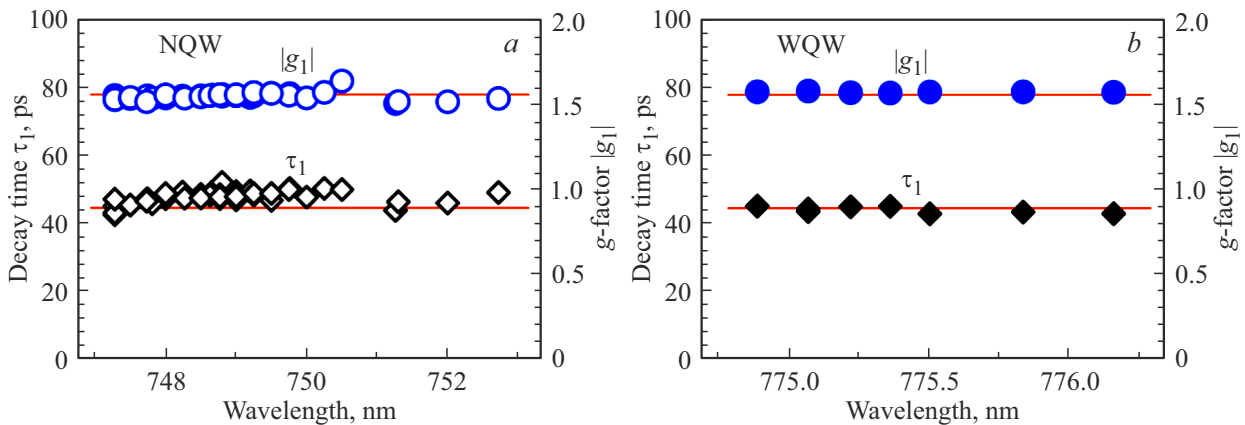 100
80
60
40
20
0
Decay time τ₁, ps
NQW
a
|g₁|
τ₁
2.0
1.5
1.0
0.5
0
g-factor |g₁|
748
750
752
Wavelength, nm
100
80
60
40
20
0
Decay time τ₁, ps
WQW
b
|g₁|
τ₁
2.0
1.5
1.0
0.5
0
g-factor |g₁|
775.0
775.5
776.0
Wavelength, nm